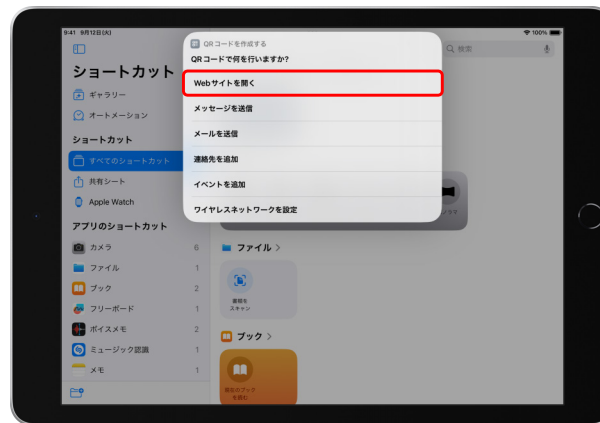 9:41 9月12日(火)
100%
QRコードを作成する
QRコードで何を行いますか?
検索
ショートカット
Webサイトを開く
ギャラリー
メッセージを送信
オートメーション
メールを送信
ショートカット
連絡先を追加
すべてのショートカット
共有シート
イベントを追加
Apple Watch
ワイヤレスネットワークを設定
アプリのショートカット
カメラ 6
ファイル 1
ブック 2
フリーボード 1
ボイスメモ 2
ミュージック認識 1
メモ 1
ファイル >
書類を
スキャン
ブック >
現在のブック
を読む